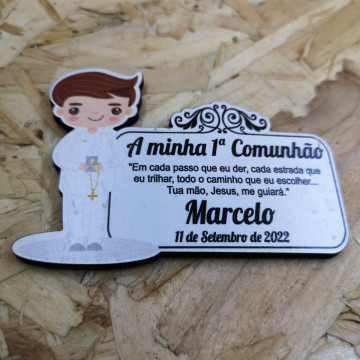 A minha 1ª Comunhão
"Em cada passo que eu der, cada estrada que
eu trilhar, todo o caminho que eu escolher....
Tua mão, Jesus, me guiará."
Marcelo
11 de Setembro de 2022